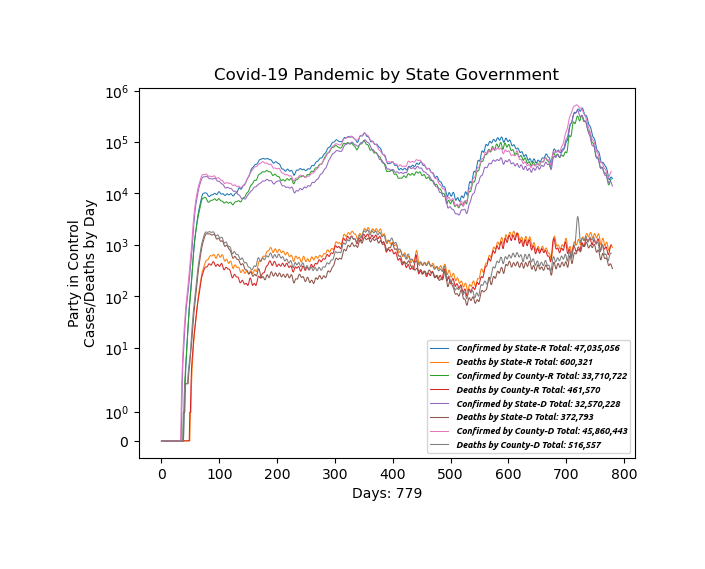 Covid-19 Pandemic by State Government
Party in Control
Cases/Deaths by Day
10^6
10^5
10^4
10^3
10^2
10^1
10^0
0
Confirmed by State-R Total: 47,035,056
Deaths by State-R Total: 600,321
Confirmed by County-R Total: 33,710,722
Deaths by County-R Total: 461,570
Confirmed by State-D Total: 32,570,228
Deaths by State-D Total: 372,793
Confirmed by County-D Total: 45,860,443
Deaths by County-D Total: 516,557
0 100 200 300 400 500 600 700 800
Days: 779